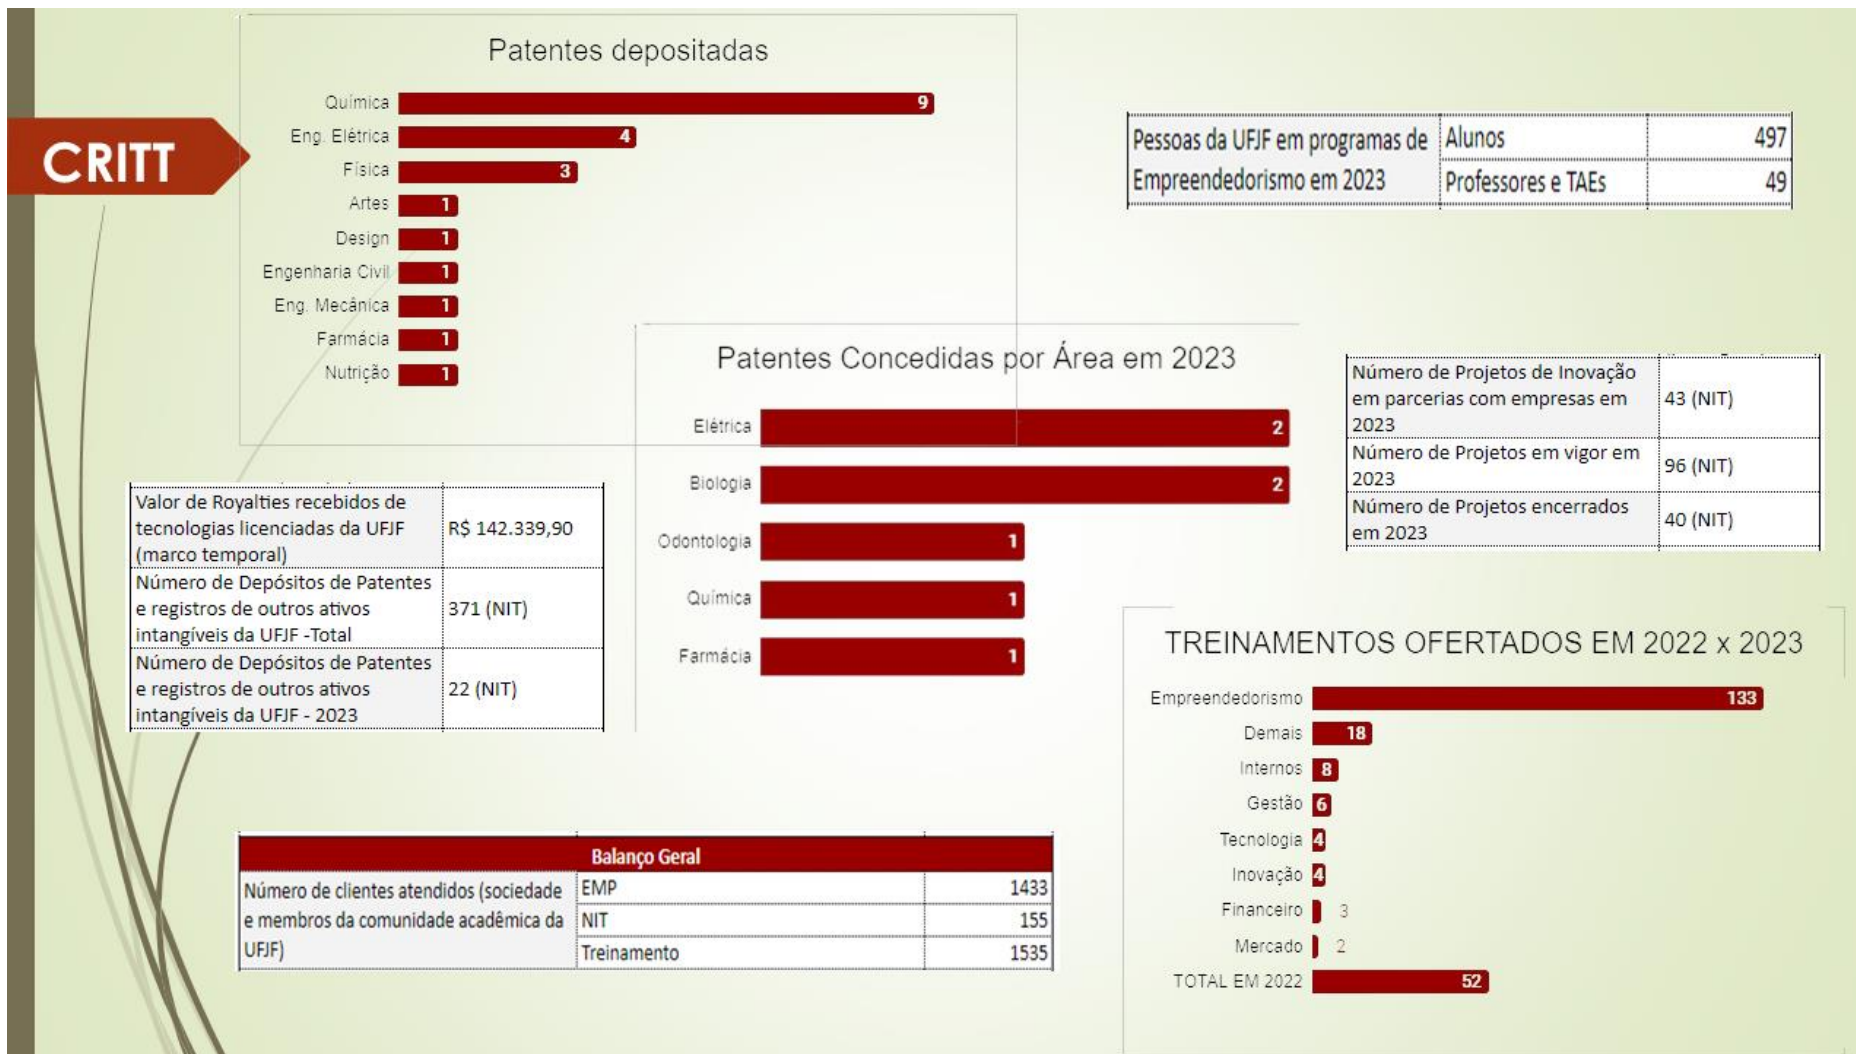 CRITT
Patentes depositadas
Química 9
Eng. Elétrica 4
Física 3
Artes 1
Design 1
Engenharia Civil 1
Eng. Mecânica 1
Farmácia 1
Nutrição 1
Pessoas da UFJF em programas de
Empreendedorismo em 2023
Alunos 497
Professores e TAEs 49
Patentes Concedidas por Área em 2023
Elétrica 2
Biologia 2
Odontologia 1
Química 1
Farmácia 1
Número de Projetos de Inovação
em parcerias com empresas em
2023
43 (NIT)
Número de Projetos em vigor em
2023
96 (NIT)
Número de Projetos encerrados
em 2023
40 (NIT)
Valor de Royalties recebidos de
tecnologias licenciadas da UFJF
(marco temporal)
R$ 142.339,90
Número de Depósitos de Patentes
e registros de outros ativos
intangíveis da UFJF -Total
371 (NIT)
Número de Depósitos de Patentes
e registros de outros ativos
intangíveis da UFJF - 2023
22 (NIT)
TREINAMENTOS OFERTADOS EM 2022 x 2023
Empreendedorismo 133
Demais 18
Internos 8
Gestão 6
Tecnologia 4
Inovação 4
Financeiro 3
Mercado 2
TOTAL EM 2022 52
Balanço Geral
Número de clientes atendidos (sociedade
e membros da comunidade acadêmica da
UFJF)
EMP 1433
NIT 155
Treinamento 1535